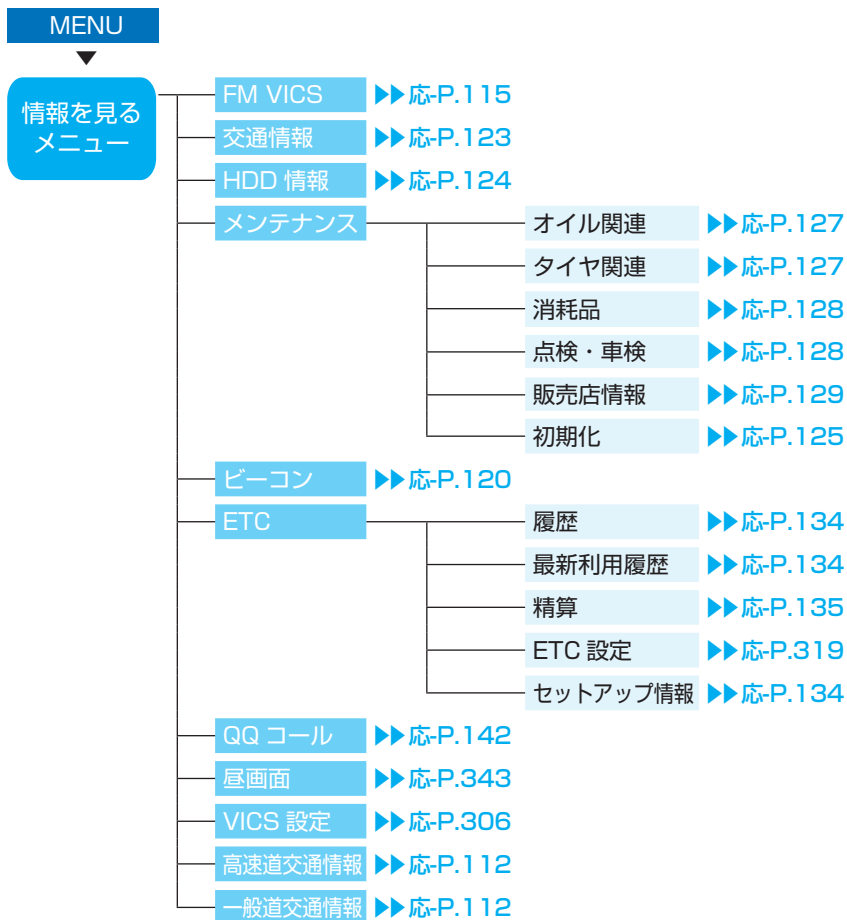 MENU
▼
情報を見る
メニュー
FM VICS ▶▶応-P.115
交通情報 ▶▶応-P.123
HDD 情報 ▶▶応-P.124
メンテナンス
オイル関連 ▶▶応-P.127
タイヤ関連 ▶▶応-P.127
消耗品 ▶▶応-P.128
点検・車検 ▶▶応-P.128
販売店情報 ▶▶応-P.129
初期化 ▶▶応-P.125
ビーコン ▶▶応-P.120
ETC
履歴 ▶▶応-P.134
最新利用履歴 ▶▶応-P.134
精算 ▶▶応-P.135
ETC 設定 ▶▶応-P.319
セットアップ情報 ▶▶応-P.134
QQ コール ▶▶応-P.142
昼画面 ▶▶応-P.343
VICS 設定 ▶▶応-P.306
高速道交通情報 ▶▶応-P.112
一般道交通情報 ▶▶応-P.112